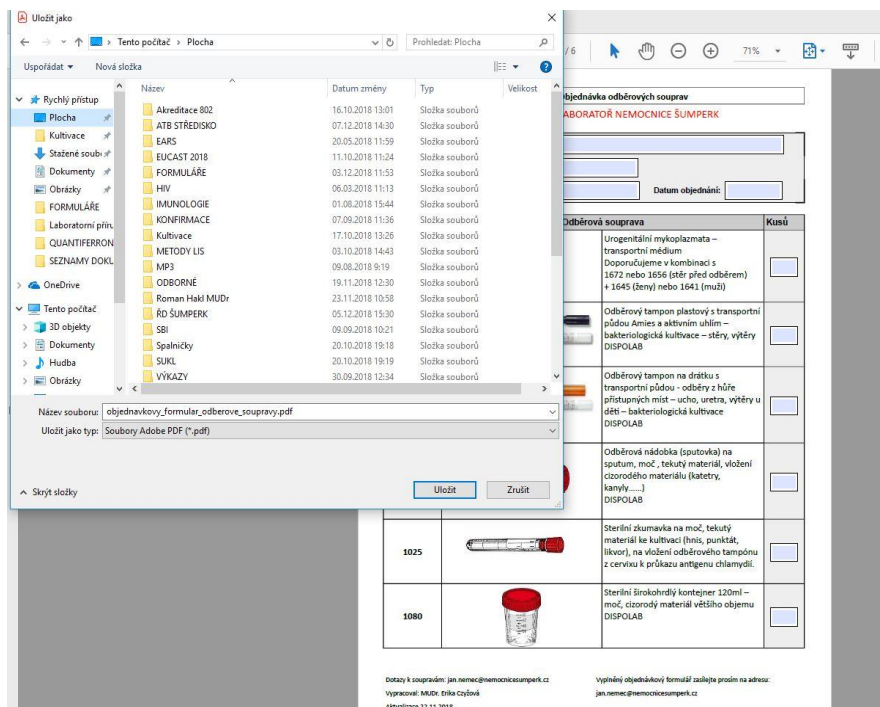 Uložit jako
Tento počítač > Plocha
Prohledat: Plocha
Uspořádat
Nová složka
Název
Datum změny
Typ
Velikost
Rychlý přístup
Plocha
Kultivace
Stažené soubo
Dokumenty
Obrázky
FORMULÁŘE
Laboratorní příru
QUANTIFERRON
SEZNAMY DOKU
OneDrive
Tento počítač
3D objekty
Dokumenty
Hudba
Obrázky
Akreditace 802 16.10.2018 13:01 Složka souborů
ATB STŘEDISKO 07.12.2018 14:30 Složka souborů
EARS 20.05.2018 11:59 Složka souborů
EUCAST 2018 11.10.2018 11:24 Složka souborů
FORMULÁŘE 03.12.2018 11:53 Složka souborů
HIV 06.03.2018 11:13 Složka souborů
IMUNOLOGIE 01.08.2018 15:44 Složka souborů
KONFIRMACE 07.09.2018 11:36 Složka souborů
Kultivace 17.10.2018 13:26 Složka souborů
METODY LIS 03.10.2018 14:43 Složka souborů
MP3 09.08.2018 9:19 Složka souborů
ODBORNÉ 19.11.2018 12:30 Složka souborů
Roman Hakl MUDr 23.11.2018 10:58 Složka souborů
ŘD ŠUMPERK 05.12.2018 15:30 Složka souborů
SBI 09.09.2018 10:21 Složka souborů
Spalničky 20.10.2018 19:18 Složka souborů
SUKL 20.10.2018 19:19 Složka souborů
VÝKAZY 30.09.2018 12:34 Složka souborů
Název souboru: objednavkovy_formular_odberove_soupravy.pdf
Uložit jako typ: Soubory Adobe PDF (*.pdf)
Skrýt složky
Uložit
Zrušit
/ 6
71%
bjednávka odběrových souprav
ABORATOŘ NEMOCNICE ŠUMPERK
Datum objednání:
Odběrová souprava
Kusů
Urogenitální mykoplazmata –
transportní médium
Doporučujeme v kombinaci s
1672 nebo 1656 (stěr před odběrem)
+ 1645 (ženy) nebo 1641 (muži)
Odběrový tampon plastový s transportní
půdou Amies a aktivním uhlím –
bakteriologická kultivace – stěry, výtěry
DISPOLAB
Odběrový tampon na drátku s
transportní půdou - odběry z hůře
přístupných míst – ucho, uretra, výtěry u
dětí – bakteriologická kultivace
DISPOLAB
Odběrová nádobka (sputovka) na
sputum, moč , tekutý materiál, vložení
cizorodého materiálu (katetry,
kanyly......)
DISPOLAB
1025
Sterilní zkumavka na moč, tekutý
materiál ke kultivaci (hnis, punktát,
likvor), na vložení odběrového tampónu
z cervixu k průkazu antigenu chlamydií.
1080
Sterilní širokohrdlý kontejner 120ml –
moč, cizorodý materiál většího objemu
DISPOLAB
Dotazy k soupravám: jan.nemec@nemocnicesumperk.cz
Vypracoval: MUDr. Erika Czyžová
Aktualizace 22.11.2018
Vyplněný objednávkový formulář zasílejte prosím na adresu:
jan.nemec@nemocnicesumperk.cz